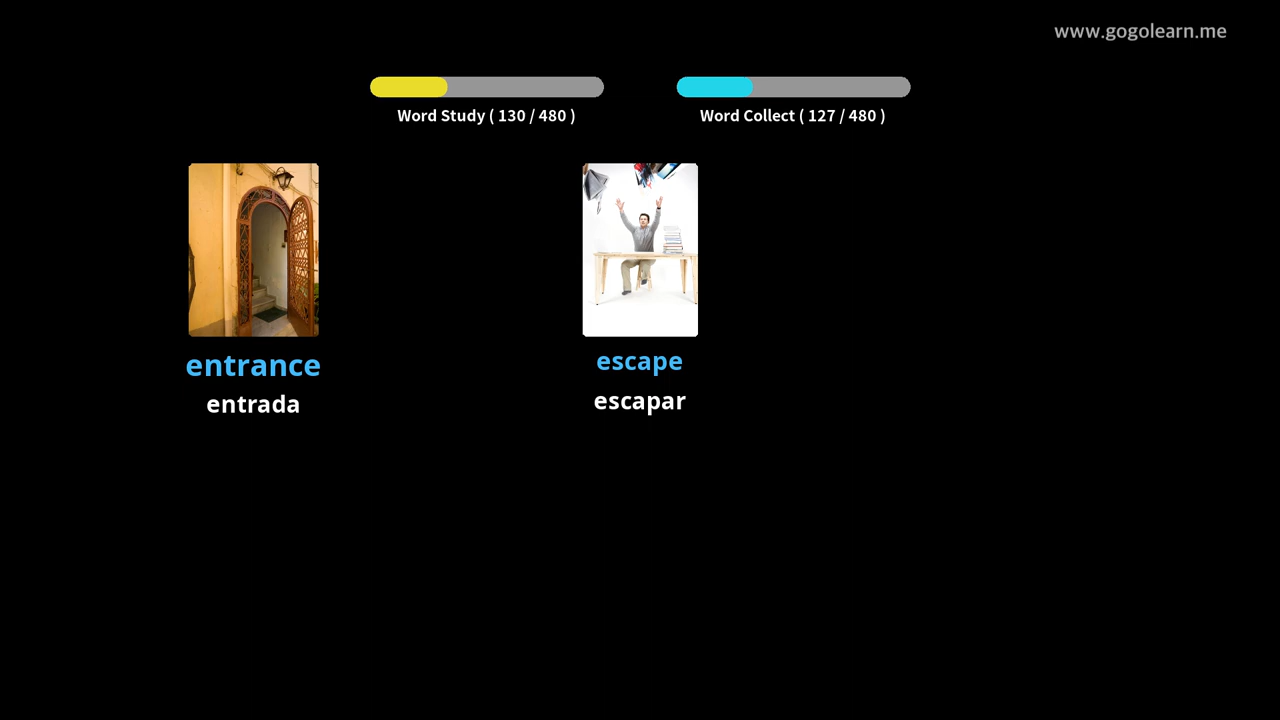 www.gogolearn.me
Word Study ( 130 / 480 )
Word Collect ( 127 / 480 )
entrance
entrada
escape
escapar